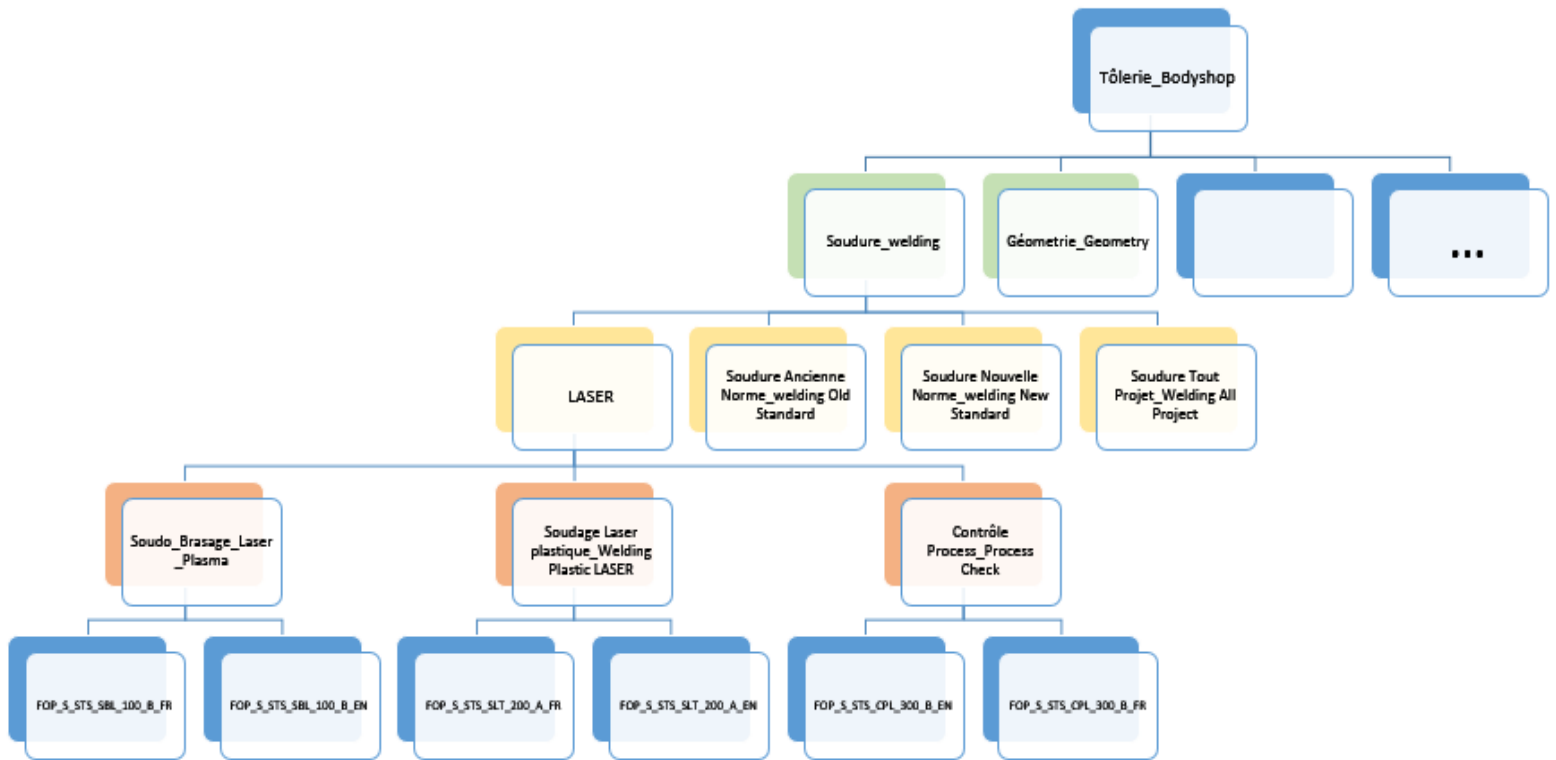 Tôlerie_Bodyshop
Soudure_welding
Géometrie_Geometry
...
LASER
Soudure Ancienne
Norme_welding Old
Standard
Soudure Nouvelle
Norme_welding New
Standard
Soudure Tout
Projet_Welding All
Project
Soudo_Brasage_Laser
_Plasma
Soudage Laser
plastique_Welding
Plastic LASER
Contrôle
Process_Process
Check
FOP_S_STS_SBL_100_B_FR
FOP_S_STS_SBL_100_B_EN
FOP_S_STS_SLT_200_A_FR
FOP_S_STS_SLT_200_A_EN
FOP_S_STS_CPL_300_B_EN
FOP_S_STS_CPL_300_B_FR